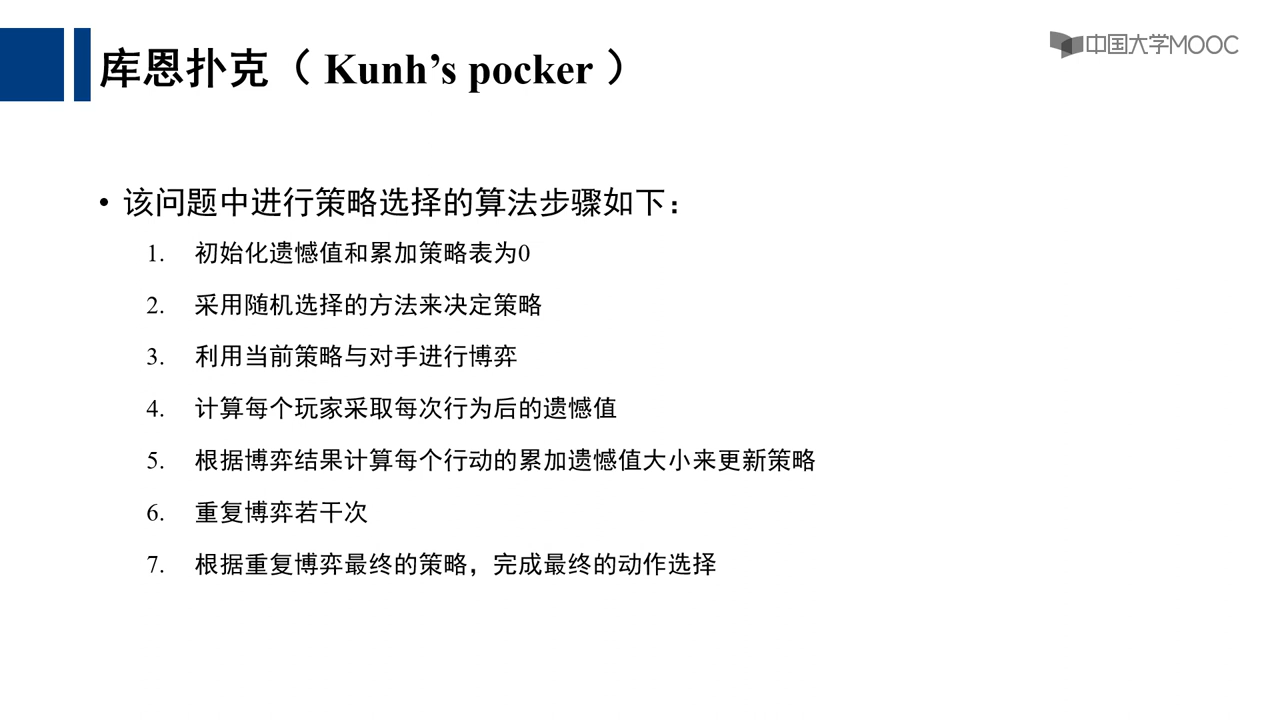 库恩扑克（ Kunh’s pocker ）
中国大学MOOC
• 该问题中进行策略选择的算法步骤如下：
1. 初始化遗憾值和累加策略表为0
2. 采用随机选择的方法来决定策略
3. 利用当前策略与对手进行博弈
4. 计算每个玩家采取每次行为后的遗憾值
5. 根据博弈结果计算每个行动的累加遗憾值大小来更新策略
6. 重复博弈若干次
7. 根据重复博弈最终的策略，完成最终的动作选择